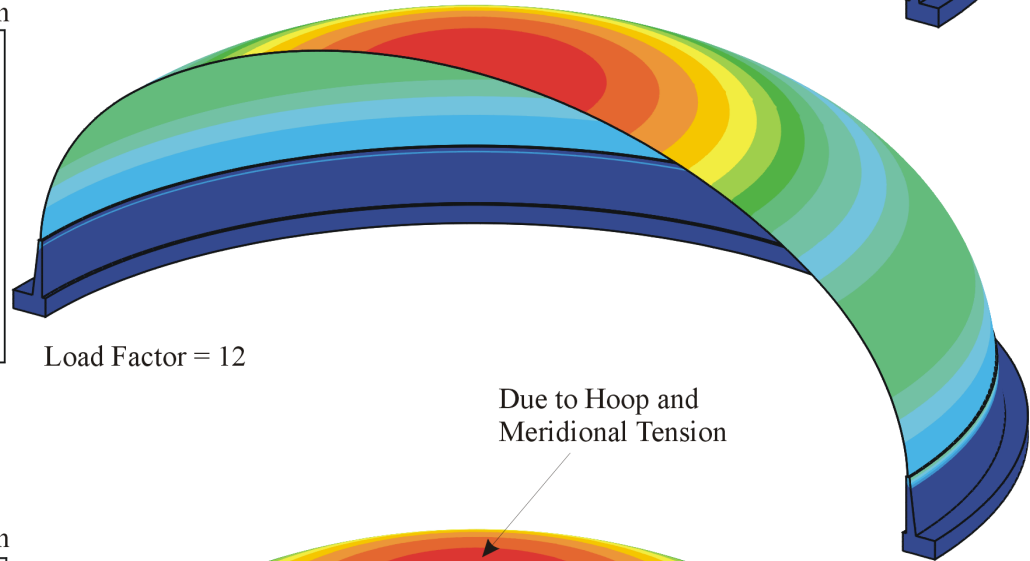 Load Factor = 12
Due to Hoop and
Meridional Tension